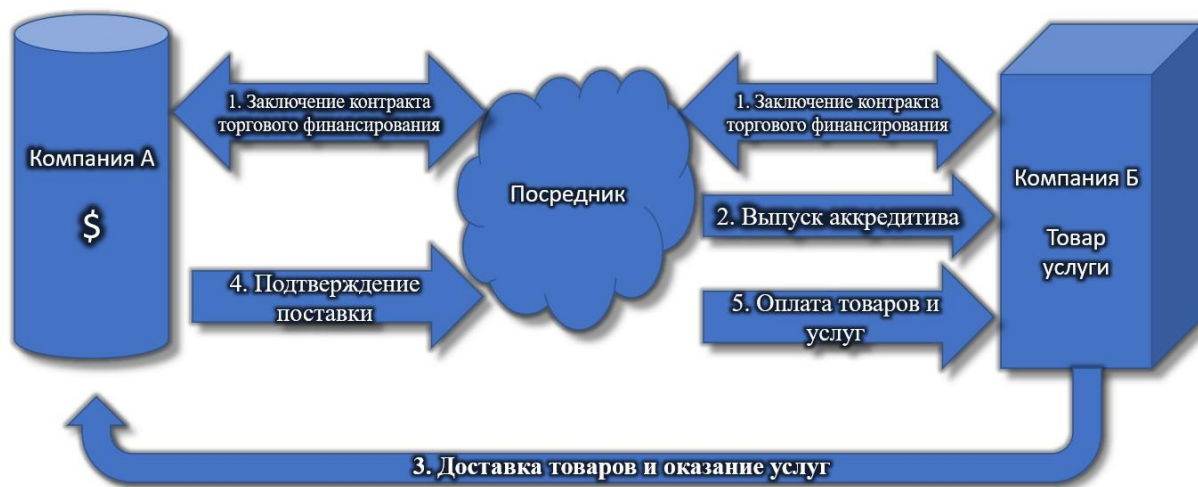 Компания А
$
1. Заключение контракта
торгового финансирования
Посредник
1. Заключение контракта
торгового финансирования
Компания Б
Товар
услуги
2. Выпуск аккредитива
4. Подтверждение
поставки
5. Оплата товаров и
услуг
3. Доставка товаров и оказание услуг